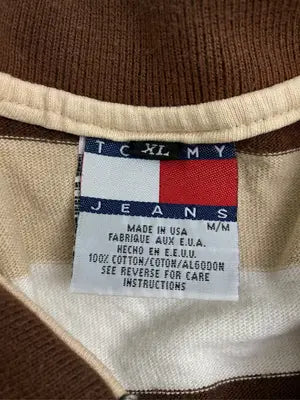 TOMMY
XL
JEANS
M/M
MADE IN USA
FABRIQUE AUX E.U.A.
HECHO EN E.E.U.U.
100% COTTON/COTON/ALGODON
SEE REVERSE FOR CARE
INSTRUCTIONS